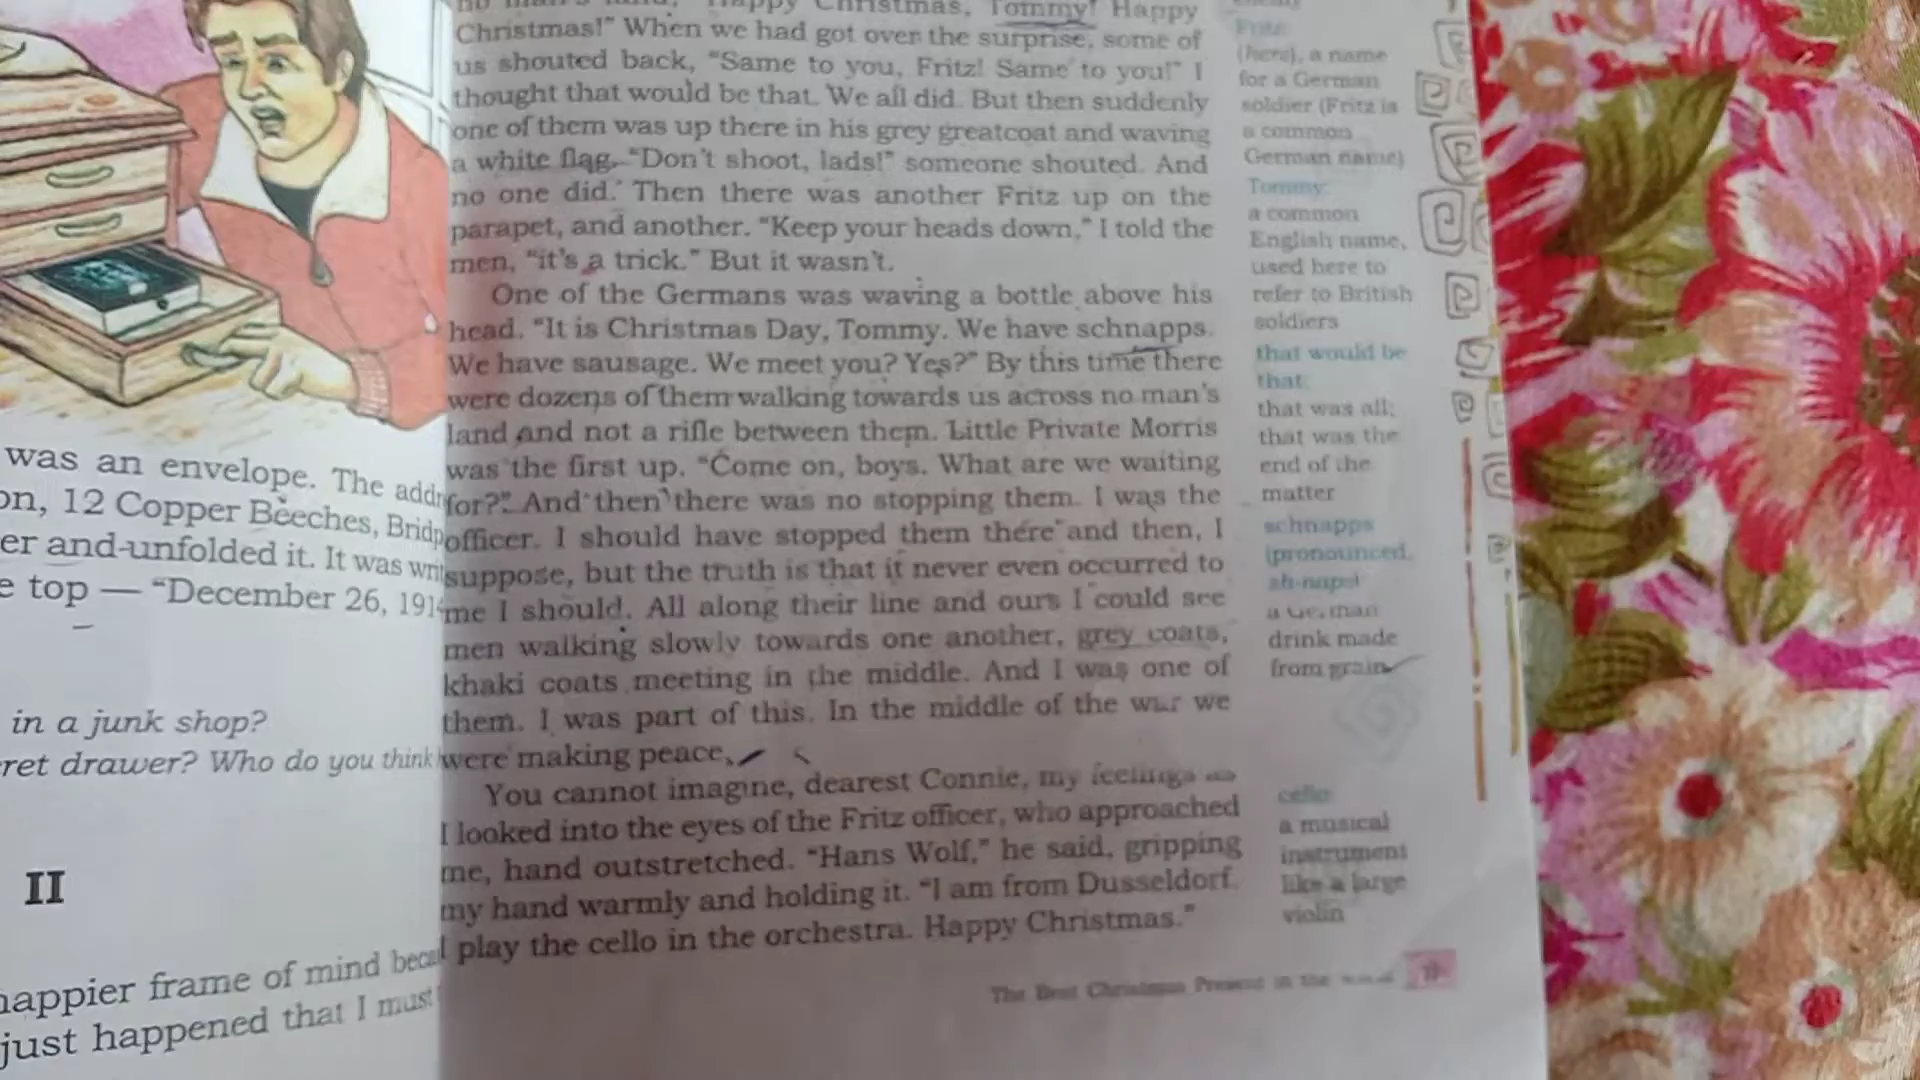 was an envelope. The addr
on, 12 Copper Beeches, Bridp
er and unfolded it. It was wri
e top — "December 26, 1914
in a junk shop?
ret drawer? Who do you think
II
happier frame of mind beca
just happened that I must
no man's land, "Happy Christmas, Tommy! Happy
Christmas!" When we had got over the surprise, some of
us shouted back, "Same to you, Fritz! Same to you!" I
thought that would be that. We all did. But then suddenly
one of them was up there in his grey greatcoat and waving
a white flag. "Don't shoot, lads!" someone shouted. And
no one did. Then there was another Fritz up on the
parapet, and another. "Keep your heads down," I told the
men, "it's a trick." But it wasn't.
One of the Germans was waving a bottle above his
head. "It is Christmas Day, Tommy. We have schnapps.
We have sausage. We meet you? Yes?" By this time there
were dozens of them walking towards us across no man's
land and not a rifle between them. Little Private Morris
was the first up. "Come on, boys. What are we waiting
for?" And then there was no stopping them. I was the
officer. I should have stopped them there and then, I
suppose, but the truth is that it never even occurred to
me I should. All along their line and ours I could see
men walking slowly towards one another, grey coats,
khaki coats meeting in the middle. And I was one of
them. I was part of this. In the middle of the war we
were making peace.
You cannot imagine, dearest Connie, my feelings as
I looked into the eyes of the Fritz officer, who approached
me, hand outstretched. "Hans Wolf," he said, gripping
my hand warmly and holding it. "I am from Dusseldorf.
I play the cello in the orchestra. Happy Christmas."
Fritz:
(here), a name
for a German
soldier (Fritz is
a common
German name)
Tommy:
a common
English name,
used here to
refer to British
soldiers
that would be
that:
that was all;
that was the
end of the
matter
schnapps
(pronounced
sh-naps)
a German
drink made
from grain
cello:
a musical
instrument
like a large
violin
The Best Christmas Present in the